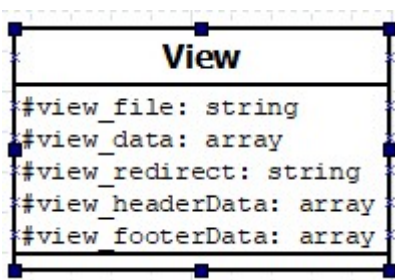 View
#view_file: string
#view_data: array
#view_redirect: string
#view_headerData: array
#view_footerData: array